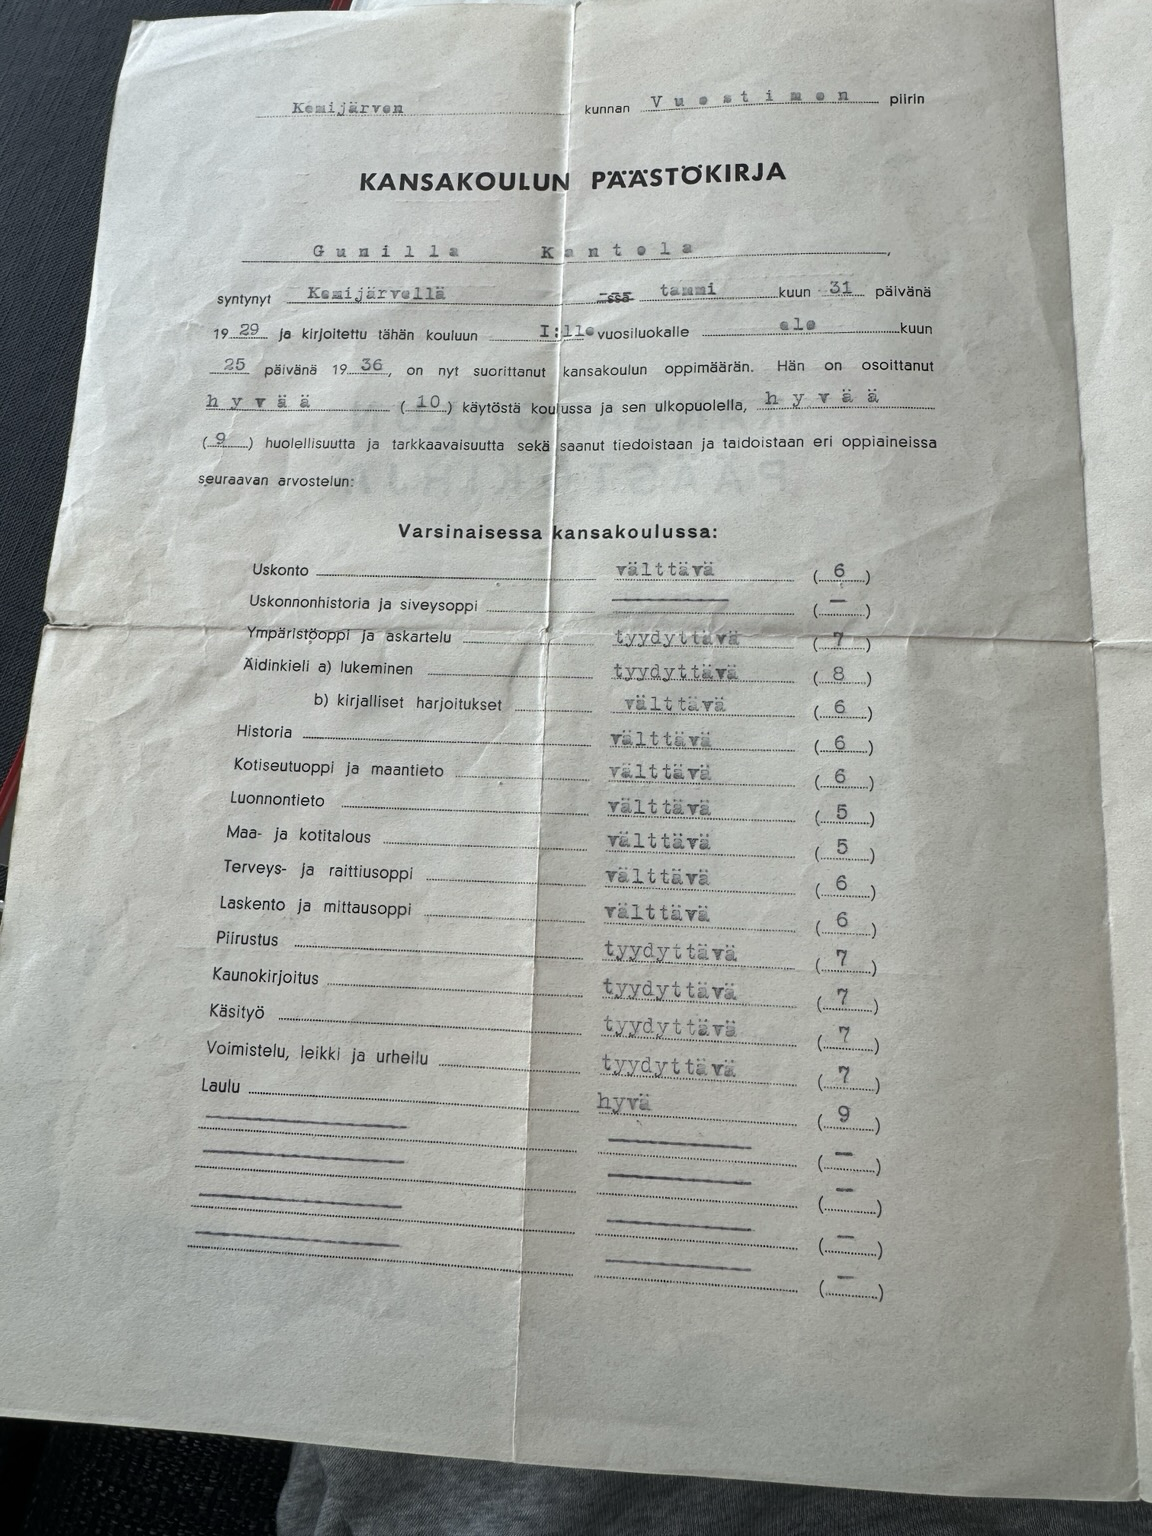 Kemijärven kunnan Vuostimon piirin
KANSAKOULUN PÄÄSTÖKIRJA
Gunilla Kantola,
syntynyt Kemijärvellä ssä tammi kuun 31 päivänä
1929 ja kirjoitettu tähän kouluun I:lle vuosiluokalle elo kuun
25 päivänä 1936, on nyt suorittanut kansakoulun oppimäärän. Hän on osoittanut
hyvää (10) käytöstä koulussa ja sen ulkopuolella, hyvää
(9) huolellisuutta ja tarkkaavaisuutta sekä saanut tiedoistaan ja taidoistaan eri oppiaineissa
seuraavan arvostelun:
Varsinaisessa kansakoulussa:
Uskonto välttävä (6)
Uskonnonhistoria ja siveysoppi — (—)
Ympäristöoppi ja askartelu tyydyttävä (7)
Äidinkieli a) lukeminen tyydyttävä (8)
b) kirjalliset harjoitukset välttävä (6)
Historia välttävä (6)
Kotiseutuoppi ja maantieto välttävä (6)
Luonnontieto välttävä (5)
Maa- ja kotitalous välttävä (5)
Terveys- ja raittiusoppi välttävä (6)
Laskento ja mittausoppi välttävä (6)
Piirustus tyydyttävä (7)
Kaunokirjoitus tyydyttävä (7)
Käsityö tyydyttävä (7)
Voimistelu, leikki ja urheilu tyydyttävä (7)
Laulu hyvä (9)
— — (—)
— — (—)
— — (—)
— — (—)